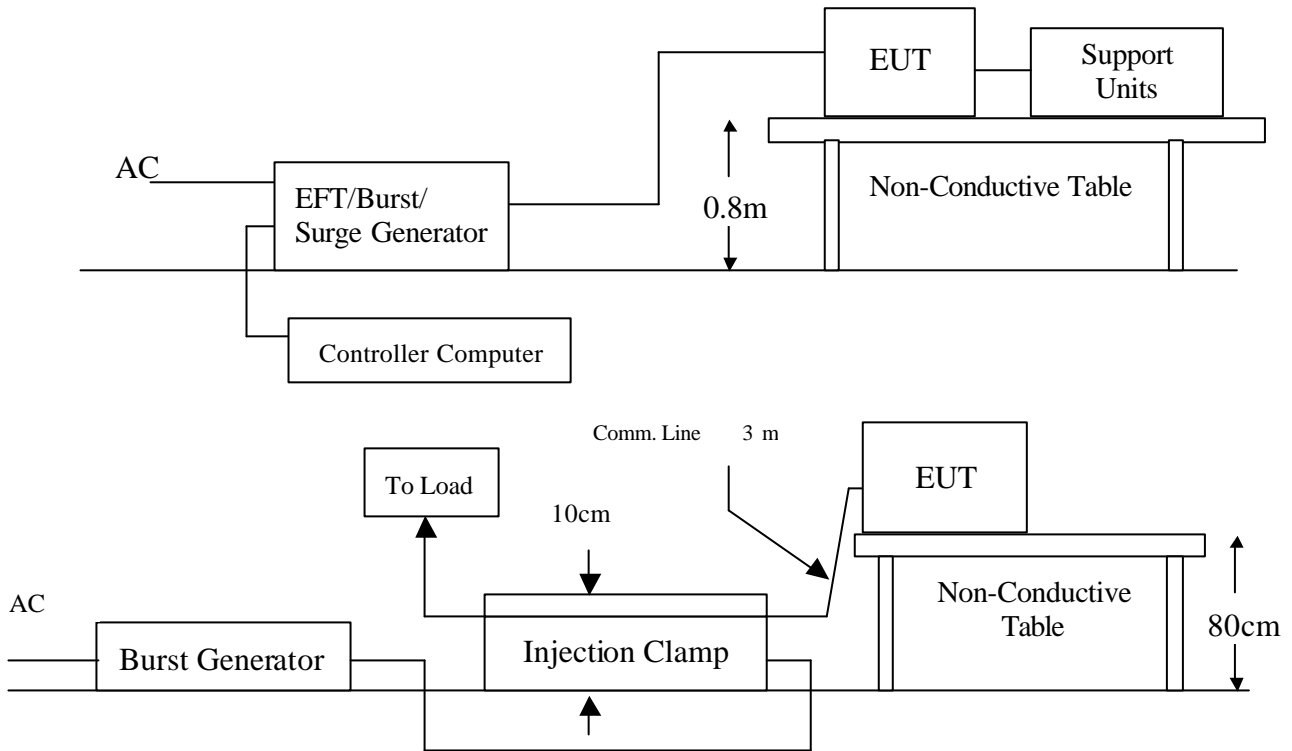 EUT
Support
Units
AC
EFT/Burst/
Surge Generator
0.8m
Non-Conductive Table
Controller Computer
Comm. Line 3 m
To Load
10cm
EUT
AC
Burst Generator
Injection Clamp
Non-Conductive
Table
80cm